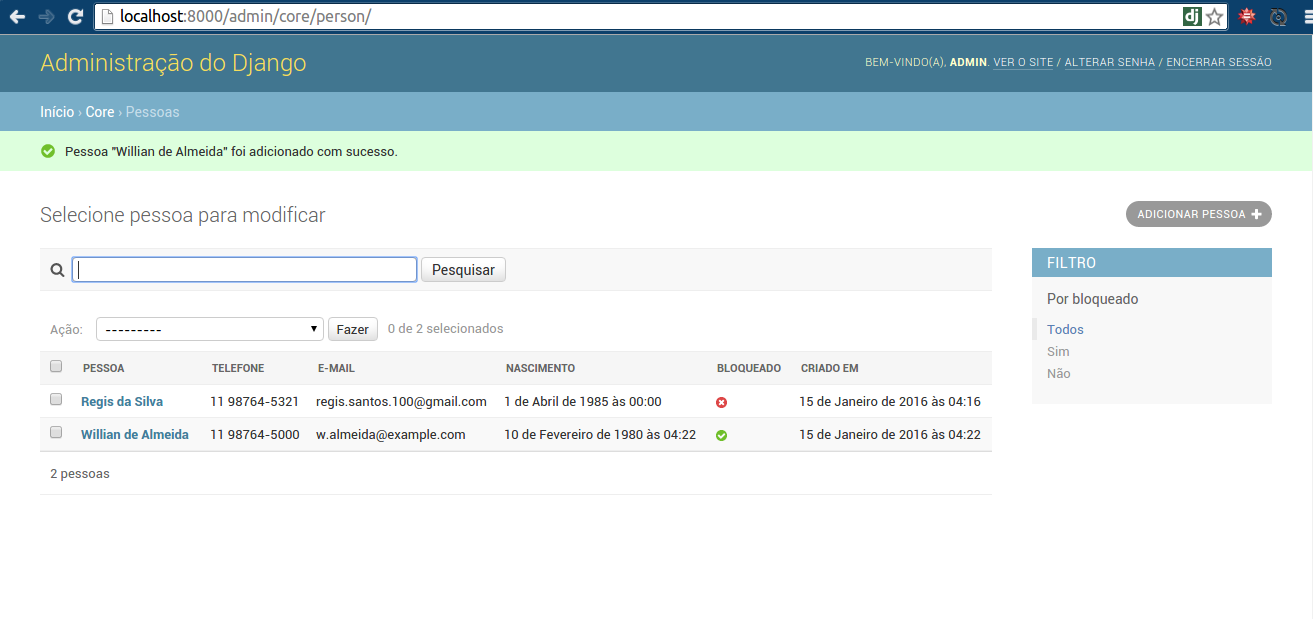 localhost:8000/admin/core/person/ dj
Administração do Django
BEM-VINDO(A), ADMIN. VER O SITE / ALTERAR SENHA / ENCERRAR SESSÃO
Início › Core › Pessoas
Pessoa "Willian de Almeida" foi adicionado com sucesso.
Selecione pessoa para modificar
ADICIONAR PESSOA
Pesquisar
Ação: --------- Fazer 0 de 2 selecionados
PESSOA TELEFONE E-MAIL NASCIMENTO BLOQUEADO CRIADO EM
Regis da Silva 11 98764-5321 regis.santos.100@gmail.com 1 de Abril de 1985 às 00:00 15 de Janeiro de 2016 às 04:16
Willian de Almeida 11 98764-5000 w.almeida@example.com 10 de Fevereiro de 1980 às 04:22 15 de Janeiro de 2016 às 04:22
2 pessoas
FILTRO
Por bloqueado
Todos
Sim
Não